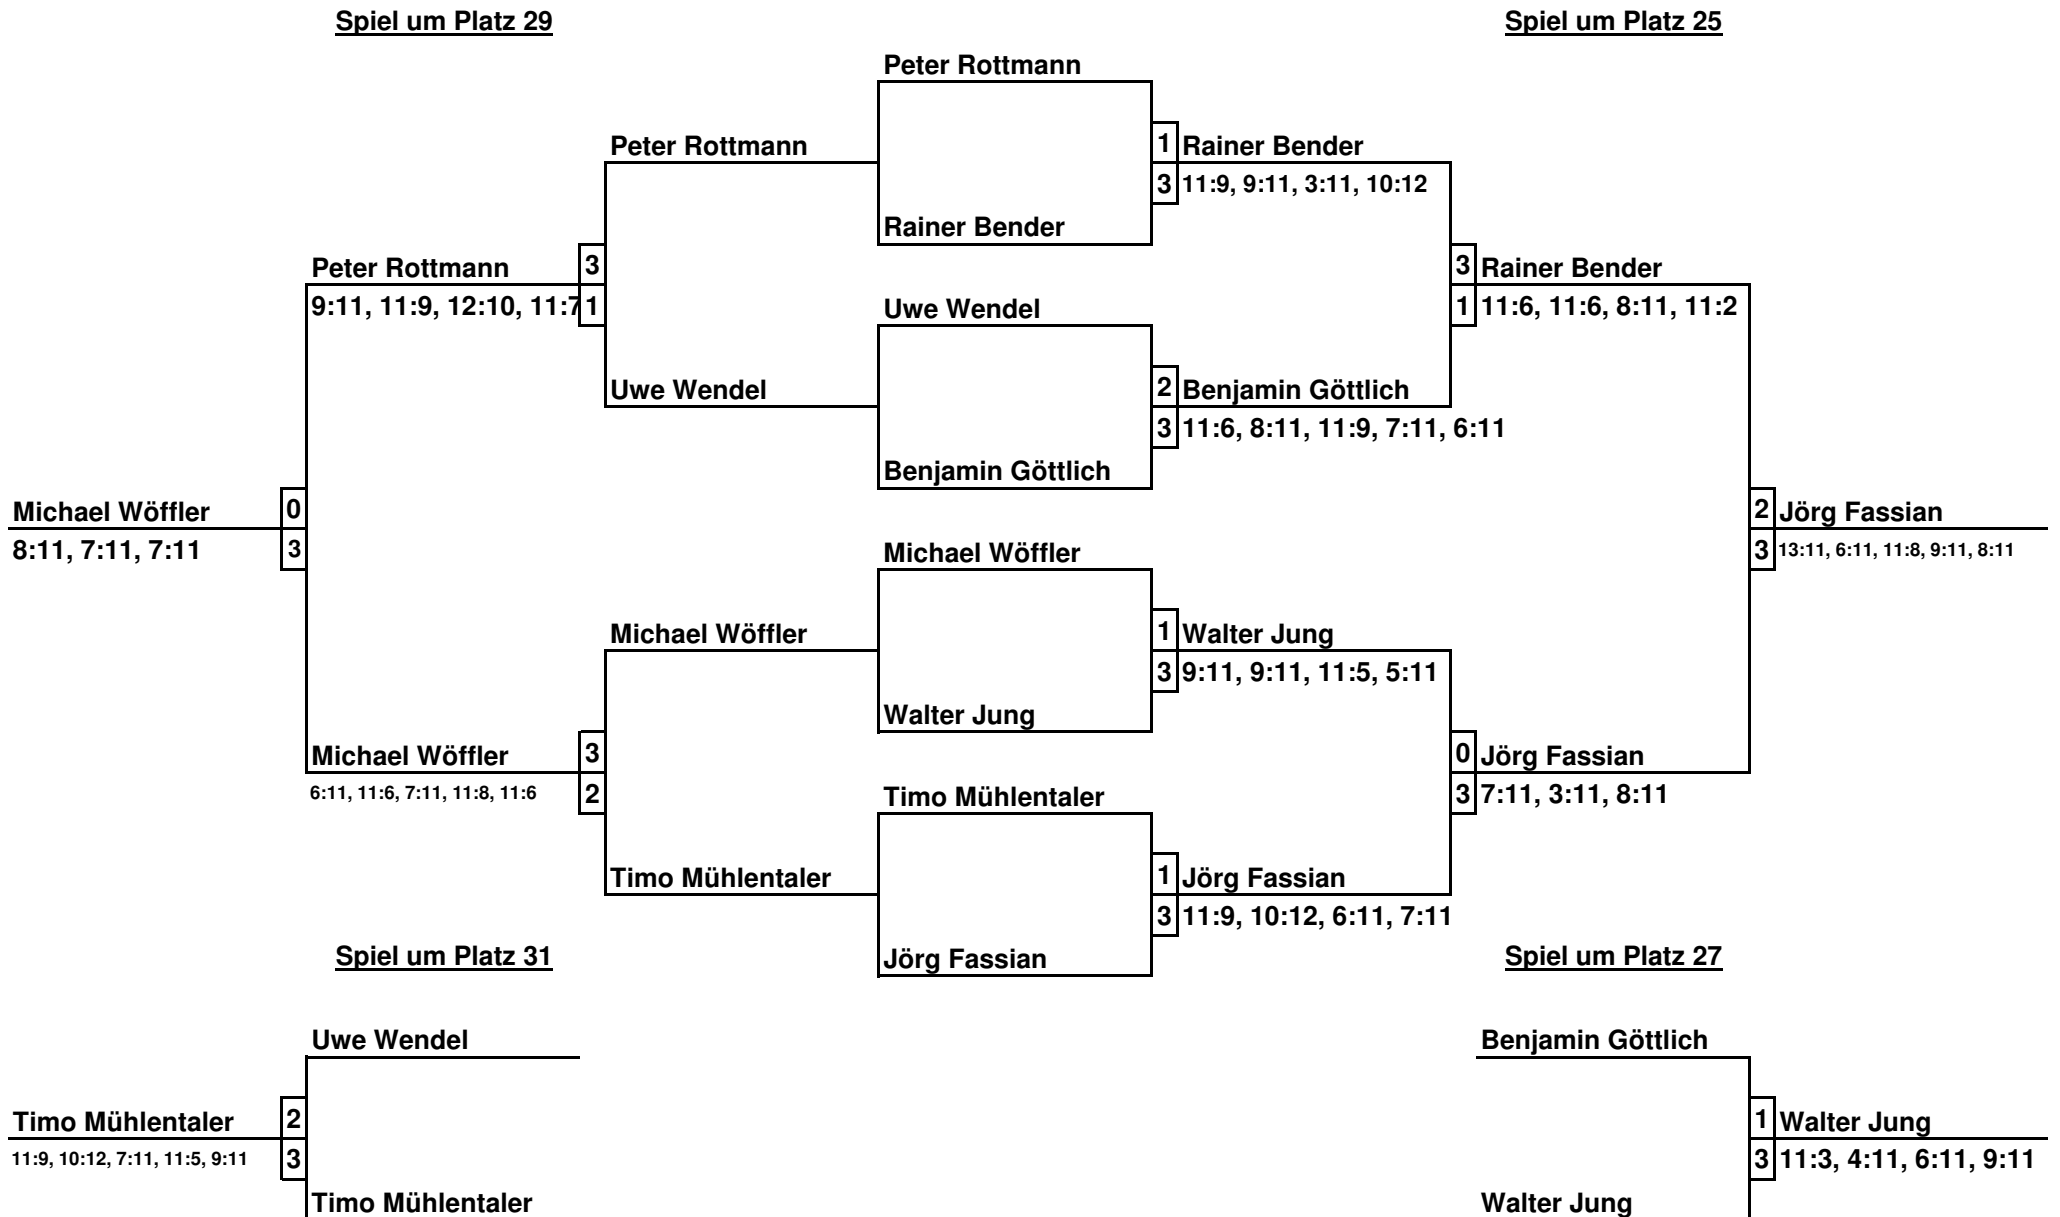 Spiel um Platz 29
Spiel um Platz 25
Peter Rottmann
Peter Rottmann
1
Rainer Bender
3
11:9, 9:11, 3:11, 10:12
Rainer Bender
Peter Rottmann
3
3
Rainer Bender
9:11, 11:9, 12:10, 11:7
1
Uwe Wendel
1
11:6, 11:6, 8:11, 11:2
Uwe Wendel
2
Benjamin Göttlich
3
11:6, 8:11, 11:9, 7:11, 6:11
Benjamin Göttlich
Michael Wöffler
0
2
Jörg Fassian
8:11, 7:11, 7:11
3
Michael Wöffler
3
13:11, 6:11, 11:8, 9:11, 8:11
Michael Wöffler
1
Walter Jung
3
9:11, 9:11, 11:5, 5:11
Walter Jung
Michael Wöffler
3
0
Jörg Fassian
6:11, 11:6, 7:11, 11:8, 11:6
2
Timo Mühlentaler
3
7:11, 3:11, 8:11
Timo Mühlentaler
1
Jörg Fassian
3
11:9, 10:12, 6:11, 7:11
Spiel um Platz 31
Jörg Fassian
Spiel um Platz 27
Uwe Wendel
Benjamin Göttlich
Timo Mühlentaler
2
1
Walter Jung
11:9, 10:12, 7:11, 11:5, 9:11
3
3
11:3, 4:11, 6:11, 9:11
Timo Mühlentaler
Walter Jung